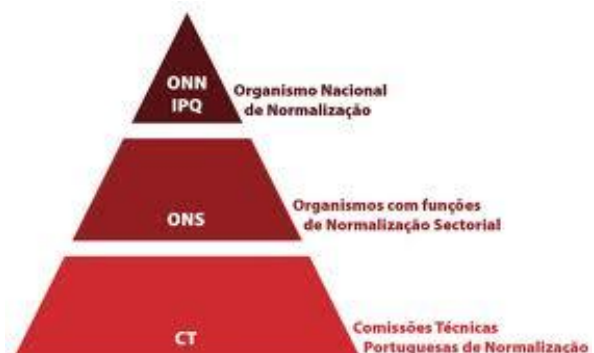 ONN
IPQ
Organismo Nacional
de Normalização
ONS
Organismos com funções
de Normalização Sectorial
CT
Comissões Técnicas
Portuguesas de Normalização